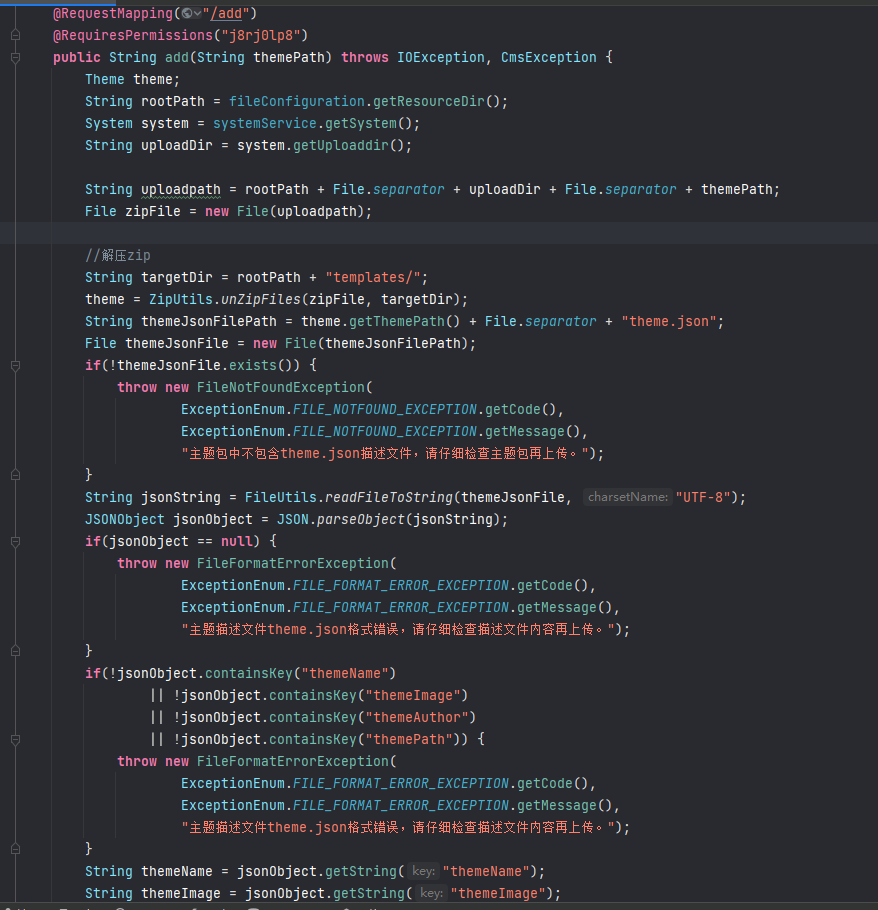 @RequestMapping("/add")
@RequiresPermissions("j8rj0lp8")
public String add(String themePath) throws IOException, CmsException {
Theme theme;
String rootPath = fileConfiguration.getResourceDir();
System system = systemService.getSystem();
String uploadDir = system.getUploaddir();
String uploadpath = rootPath + File.separator + uploadDir + File.separator + themePath;
File zipFile = new File(uploadpath);
//解压zip
String targetDir = rootPath + "templates/";
theme = ZipUtils.unZipFiles(zipFile, targetDir);
String themeJsonFilePath = theme.getThemePath() + File.separator + "theme.json";
File themeJsonFile = new File(themeJsonFilePath);
if(!themeJsonFile.exists()) {
throw new FileNotFoundException(
ExceptionEnum.FILE_NOTFOUND_EXCEPTION.getCode(),
ExceptionEnum.FILE_NOTFOUND_EXCEPTION.getMessage(),
"主题包中不包含theme.json描述文件，请仔细检查主题包再上传。");
}
String jsonString = FileUtils.readFileToString(themeJsonFile, charsetName: "UTF-8");
JSONObject jsonObject = JSON.parseObject(jsonString);
if(jsonObject == null) {
throw new FileFormatErrorException(
ExceptionEnum.FILE_FORMAT_ERROR_EXCEPTION.getCode(),
ExceptionEnum.FILE_FORMAT_ERROR_EXCEPTION.getMessage(),
"主题描述文件theme.json格式错误，请仔细检查描述文件内容再上传。");
}
if(!jsonObject.containsKey("themeName")
|| !jsonObject.containsKey("themeImage")
|| !jsonObject.containsKey("themeAuthor")
|| !jsonObject.containsKey("themePath")) {
throw new FileFormatErrorException(
ExceptionEnum.FILE_FORMAT_ERROR_EXCEPTION.getCode(),
ExceptionEnum.FILE_FORMAT_ERROR_EXCEPTION.getMessage(),
"主题描述文件theme.json格式错误，请仔细检查描述文件内容再上传。");
}
String themeName = jsonObject.getString( key: "themeName");
String themeImage = jsonObject.getString( key: "themeImage");